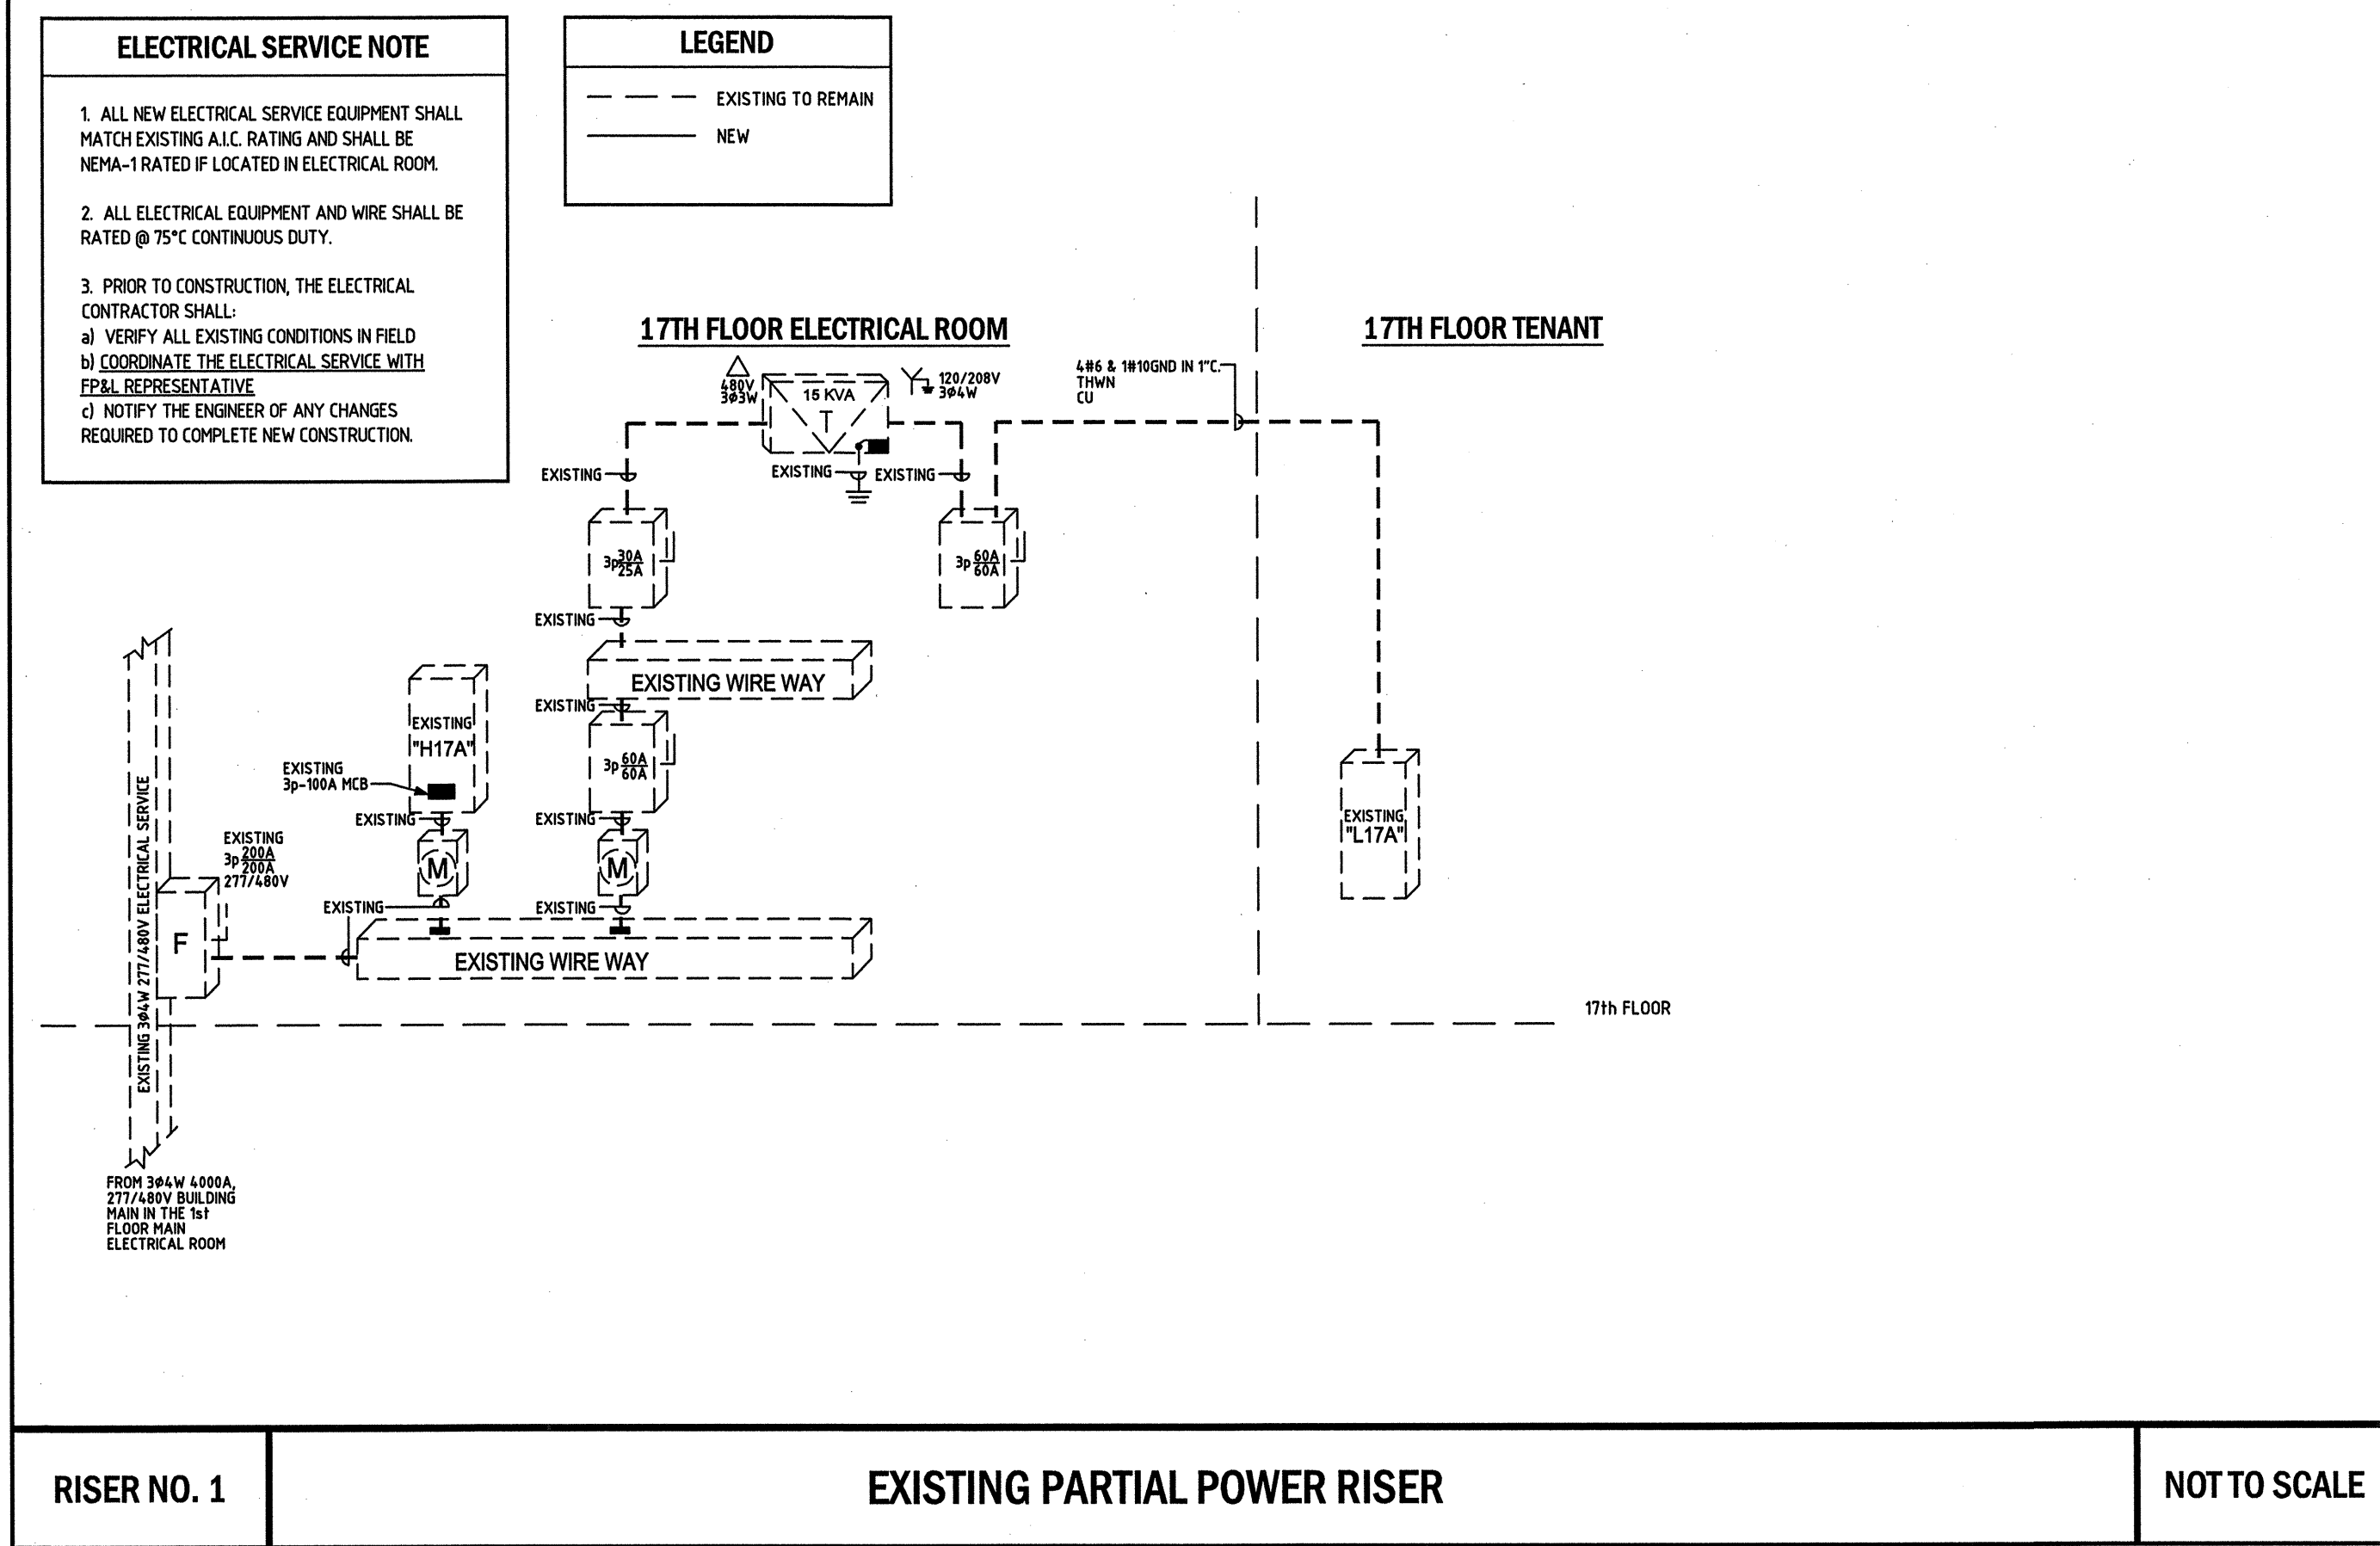 ELECTRICAL SERVICE NOTE
1. ALL NEW ELECTRICAL SERVICE EQUIPMENT SHALL
MATCH EXISTING A.I.C. RATING AND SHALL BE
NEMA-1 RATED IF LOCATED IN ELECTRICAL ROOM.
2. ALL ELECTRICAL EQUIPMENT AND WIRE SHALL BE
RATED @ 75°C CONTINUOUS DUTY.
3. PRIOR TO CONSTRUCTION, THE ELECTRICAL
CONTRACTOR SHALL:
a) VERIFY ALL EXISTING CONDITIONS IN FIELD
b) COORDINATE THE ELECTRICAL SERVICE WITH
FP&L REPRESENTATIVE
c) NOTIFY THE ENGINEER OF ANY CHANGES
REQUIRED TO COMPLETE NEW CONSTRUCTION.
LEGEND
EXISTING TO REMAIN
NEW
17TH FLOOR ELECTRICAL ROOM
17TH FLOOR TENANT
480V
3ø3W
15 KVA
T
120/208V
3ø4W
4#6 & 1#10GND IN 1"C.
THWN
CU
EXISTING
EXISTING
EXISTING
3p 30A
25A
3p 60A
60A
EXISTING
EXISTING WIRE WAY
EXISTING
EXISTING
"H17A"
3p 60A
60A
EXISTING
3p-100A MCB
EXISTING
EXISTING
EXISTING
"L17A"
EXISTING
3p 200A
200A
277/480V
M
M
EXISTING
EXISTING
F
EXISTING WIRE WAY
EXISTING 3ø4W 277/480V ELECTRICAL SERVICE
17th FLOOR
FROM 3ø4W 4000A,
277/480V BUILDING
MAIN IN THE 1st
FLOOR MAIN
ELECTRICAL ROOM
RISER NO. 1
EXISTING PARTIAL POWER RISER
NOT TO SCALE